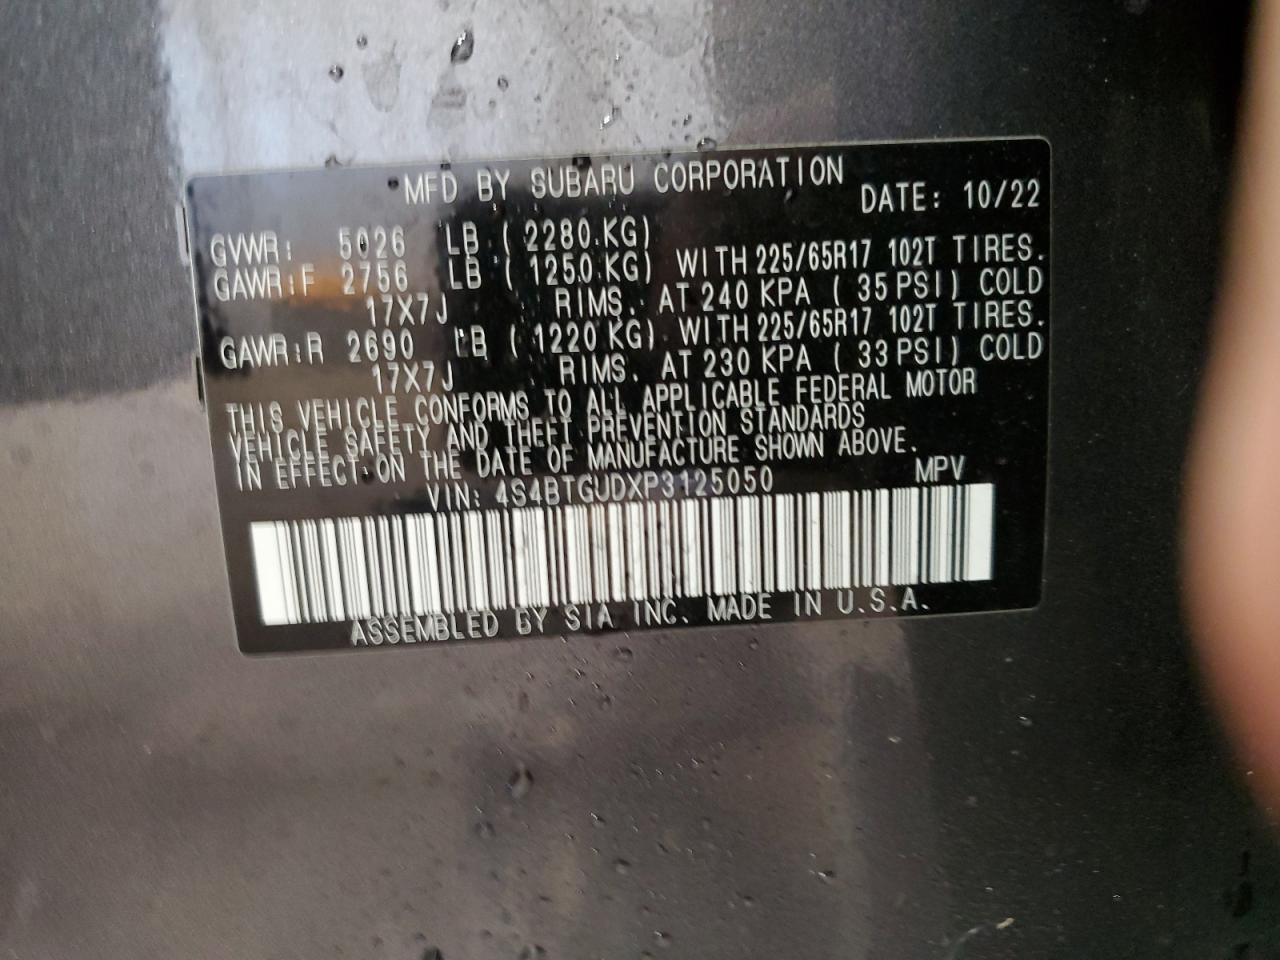 MFD BY SUBARU CORPORATION DATE: 10/22
GVWR: 5026 LB ( 2280 KG)
GAWR:F 2756 LB ( 1250 KG) WITH 225/65R17 102T TIRES.
17X7J RIMS. AT 240 KPA ( 35 PSI) COLD
GAWR:R 2690 LB ( 1220 KG) WITH 225/65R17 102T TIRES.
17X7J RIMS. AT 230 KPA ( 33 PSI) COLD
THIS VEHICLE CONFORMS TO ALL APPLICABLE FEDERAL MOTOR
VEHICLE SAFETY AND THEFT PREVENTION STANDARDS
IN EFFECT ON THE DATE OF MANUFACTURE SHOWN ABOVE.
VIN: 4S4BTGUDXP3125050 MPV
ASSEMBLED BY SIA INC. MADE IN U.S.A.